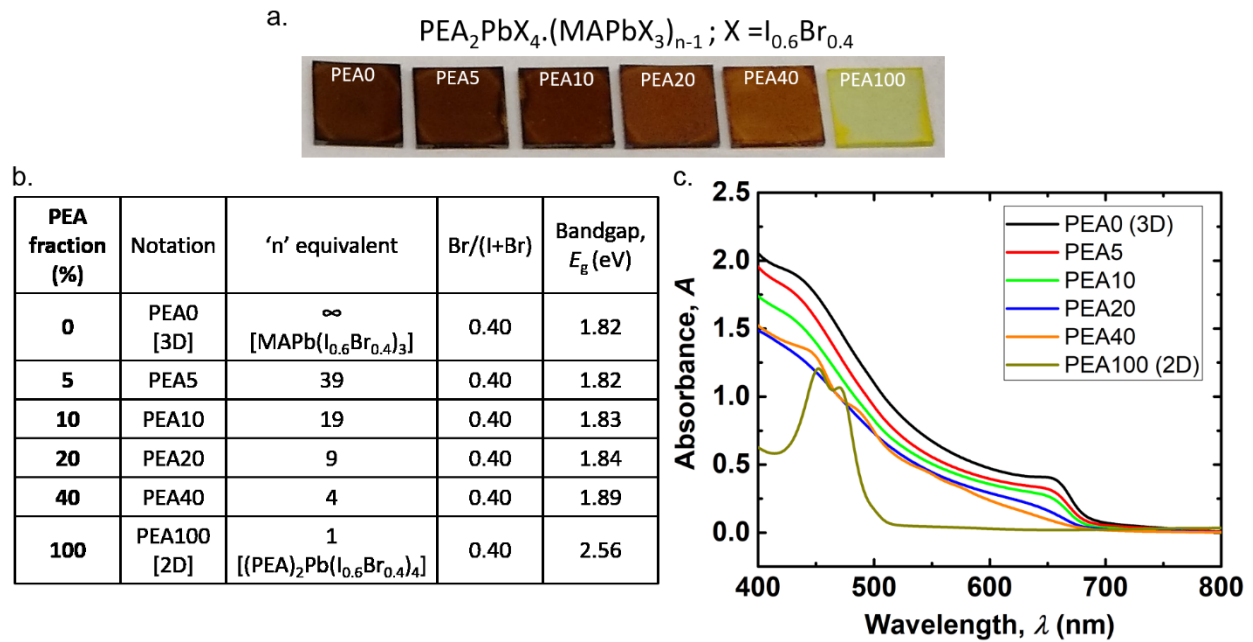 a.
PEA₂PbX₄.(MAPbX₃)ₙ₋₁ ; X =I₀.₆Br₀.₄
PEA0 PEA5 PEA10 PEA20 PEA40 PEA100
b.
PEA fraction (%) Notation ‘n’ equivalent Br/(I+Br) Bandgap, Eg (eV)
0 PEA0 [3D] ∞ [MAPb(I₀.₆Br₀.₄)₃] 0.40 1.82
5 PEA5 39 0.40 1.82
10 PEA10 19 0.40 1.83
20 PEA20 9 0.40 1.84
40 PEA40 4 0.40 1.89
100 PEA100 [2D] 1 [(PEA)₂Pb(I₀.₆Br₀.₄)₄] 0.40 2.56
c.
Absorbance, A
2.5
2.0
1.5
1.0
0.5
0.0
PEA0 (3D)
PEA5
PEA10
PEA20
PEA40
PEA100 (2D)
400 500 600 700 800
Wavelength, λ (nm)